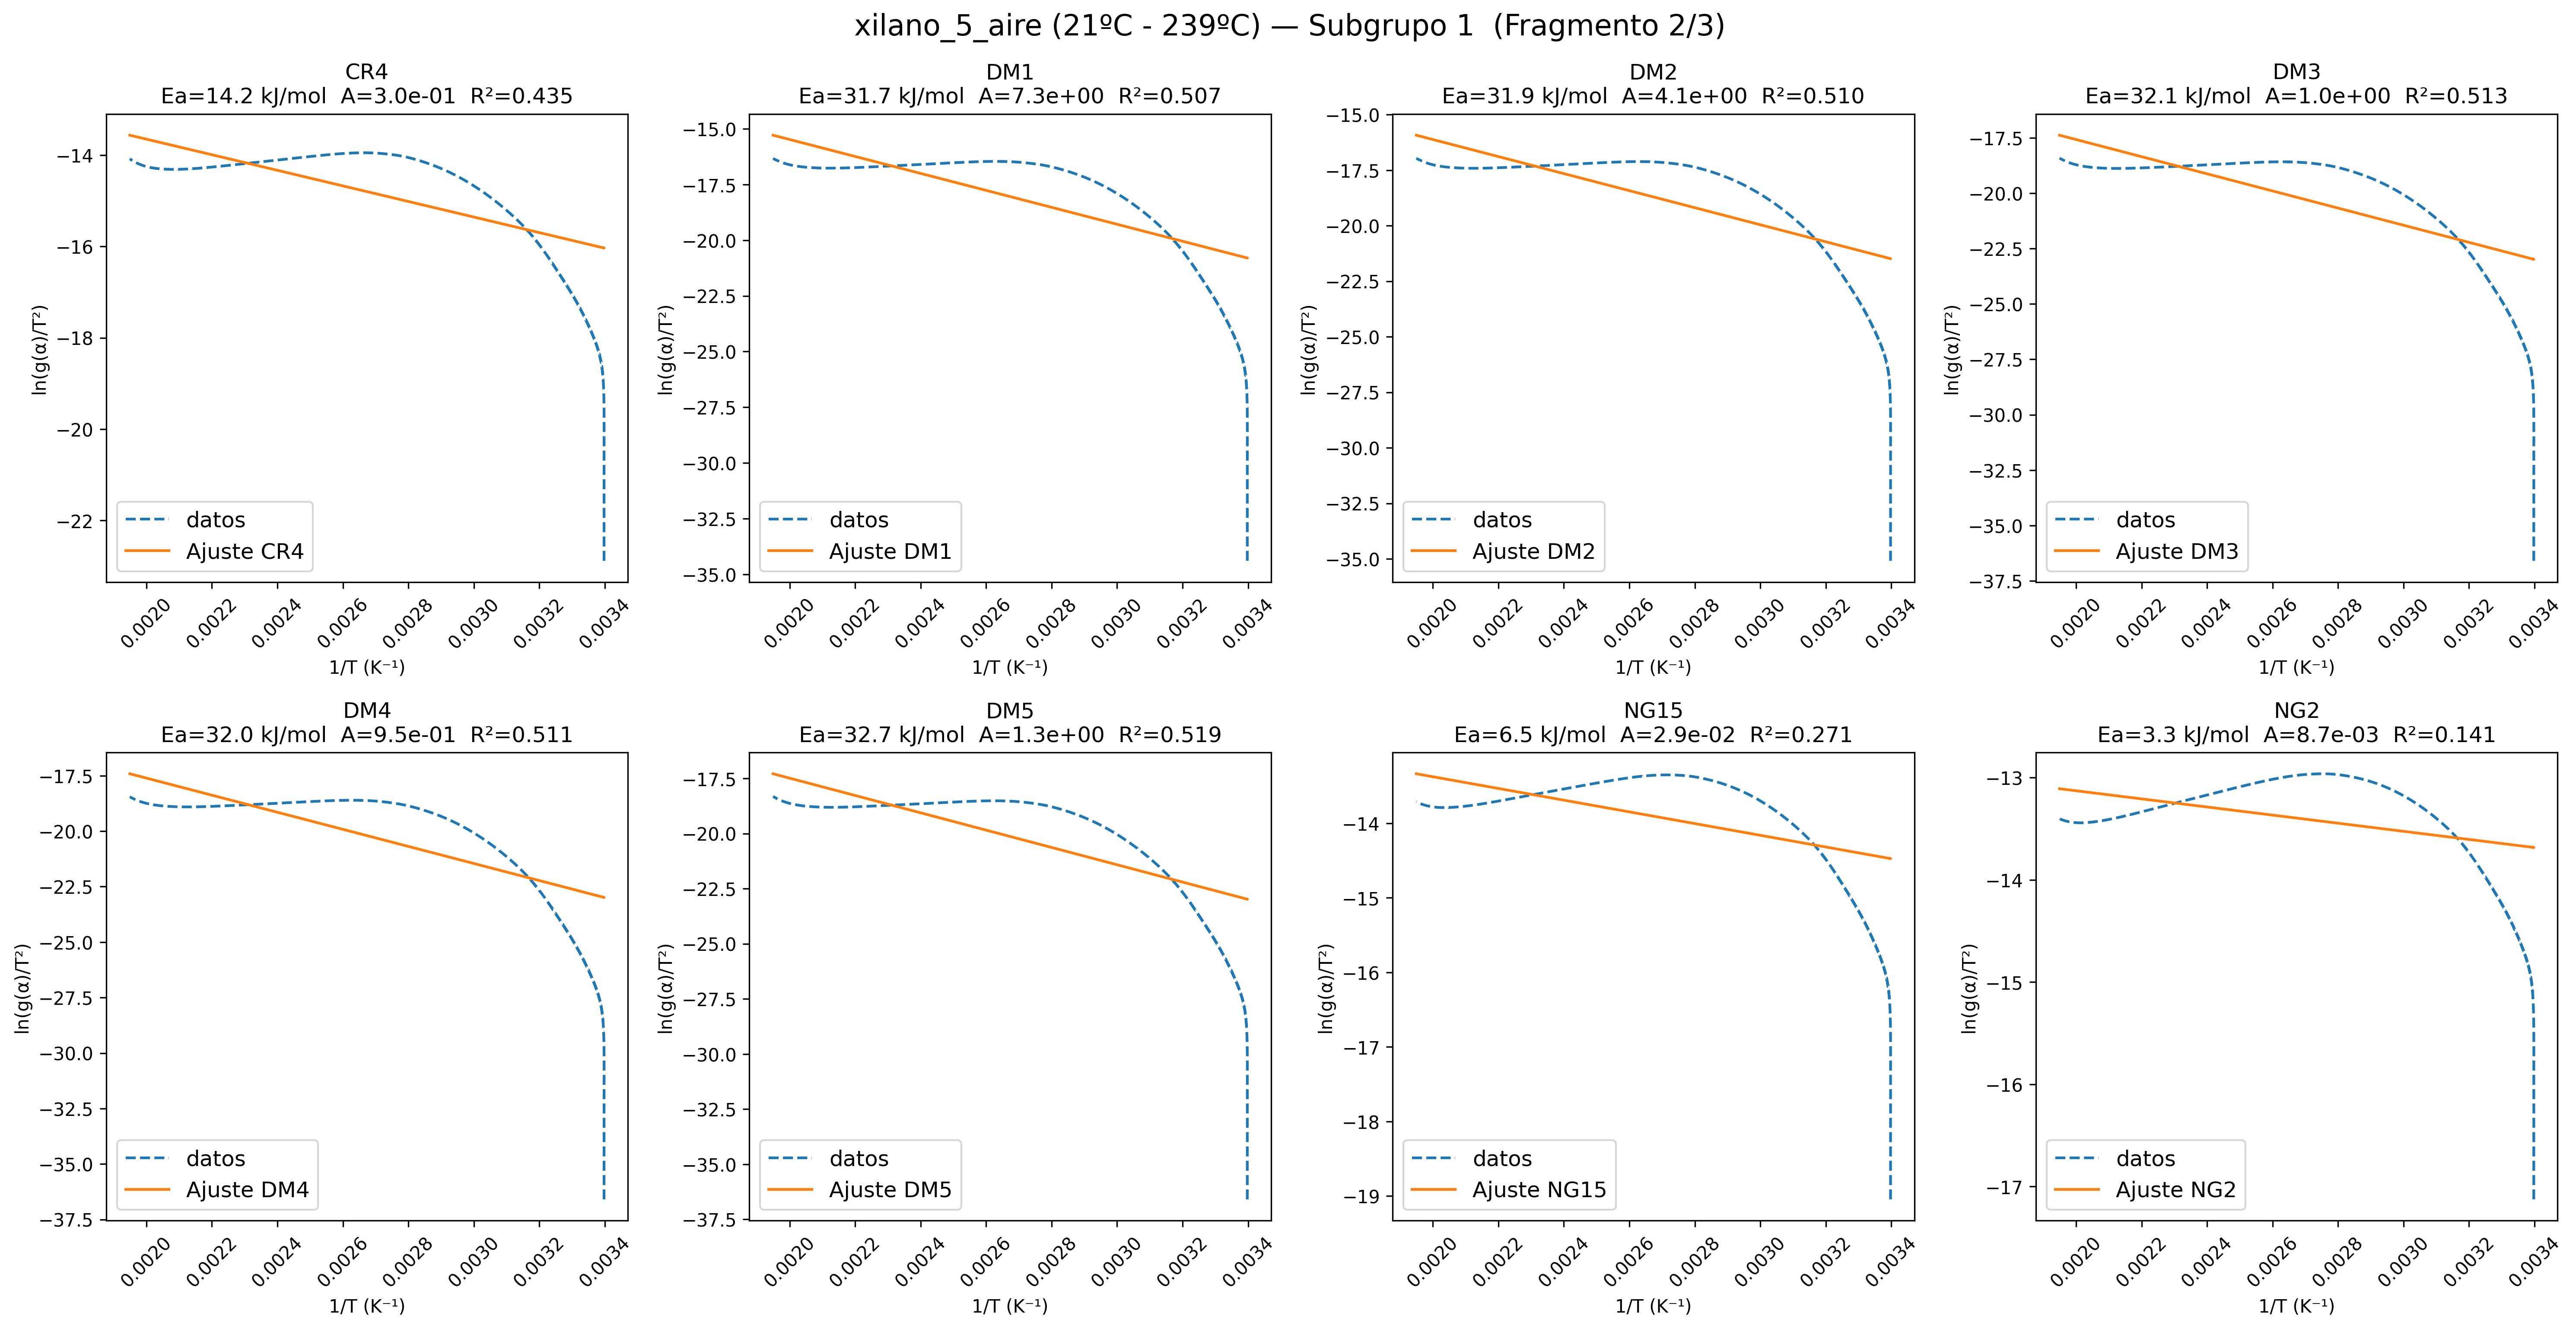 xilano_5_aire (21ºC - 239ºC) — Subgrupo 1  (Fragmento 2/3)
CR4
Ea=14.2 kJ/mol  A=3.0e-01  R²=0.435
ln(g(α)/T²)
−14
−16
−18
−20
−22
datos
Ajuste CR4
0.0020
0.0022
0.0024
0.0026
0.0028
0.0030
0.0032
0.0034
1/T (K⁻¹)
DM1
Ea=31.7 kJ/mol  A=7.3e+00  R²=0.507
ln(g(α)/T²)
−15.0
−17.5
−20.0
−22.5
−25.0
−27.5
−30.0
−32.5
−35.0
datos
Ajuste DM1
0.0020
0.0022
0.0024
0.0026
0.0028
0.0030
0.0032
0.0034
1/T (K⁻¹)
DM2
Ea=31.9 kJ/mol  A=4.1e+00  R²=0.510
ln(g(α)/T²)
−15.0
−17.5
−20.0
−22.5
−25.0
−27.5
−30.0
−32.5
−35.0
datos
Ajuste DM2
0.0020
0.0022
0.0024
0.0026
0.0028
0.0030
0.0032
0.0034
1/T (K⁻¹)
DM3
Ea=32.1 kJ/mol  A=1.0e+00  R²=0.513
ln(g(α)/T²)
−17.5
−20.0
−22.5
−25.0
−27.5
−30.0
−32.5
−35.0
−37.5
datos
Ajuste DM3
0.0020
0.0022
0.0024
0.0026
0.0028
0.0030
0.0032
0.0034
1/T (K⁻¹)
DM4
Ea=32.0 kJ/mol  A=9.5e-01  R²=0.511
ln(g(α)/T²)
−17.5
−20.0
−22.5
−25.0
−27.5
−30.0
−32.5
−35.0
−37.5
datos
Ajuste DM4
0.0020
0.0022
0.0024
0.0026
0.0028
0.0030
0.0032
0.0034
1/T (K⁻¹)
DM5
Ea=32.7 kJ/mol  A=1.3e+00  R²=0.519
ln(g(α)/T²)
−17.5
−20.0
−22.5
−25.0
−27.5
−30.0
−32.5
−35.0
−37.5
datos
Ajuste DM5
0.0020
0.0022
0.0024
0.0026
0.0028
0.0030
0.0032
0.0034
1/T (K⁻¹)
NG15
Ea=6.5 kJ/mol  A=2.9e-02  R²=0.271
ln(g(α)/T²)
−14
−15
−16
−17
−18
−19
datos
Ajuste NG15
0.0020
0.0022
0.0024
0.0026
0.0028
0.0030
0.0032
0.0034
1/T (K⁻¹)
NG2
Ea=3.3 kJ/mol  A=8.7e-03  R²=0.141
ln(g(α)/T²)
−13
−14
−15
−16
−17
datos
Ajuste NG2
0.0020
0.0022
0.0024
0.0026
0.0028
0.0030
0.0032
0.0034
1/T (K⁻¹)